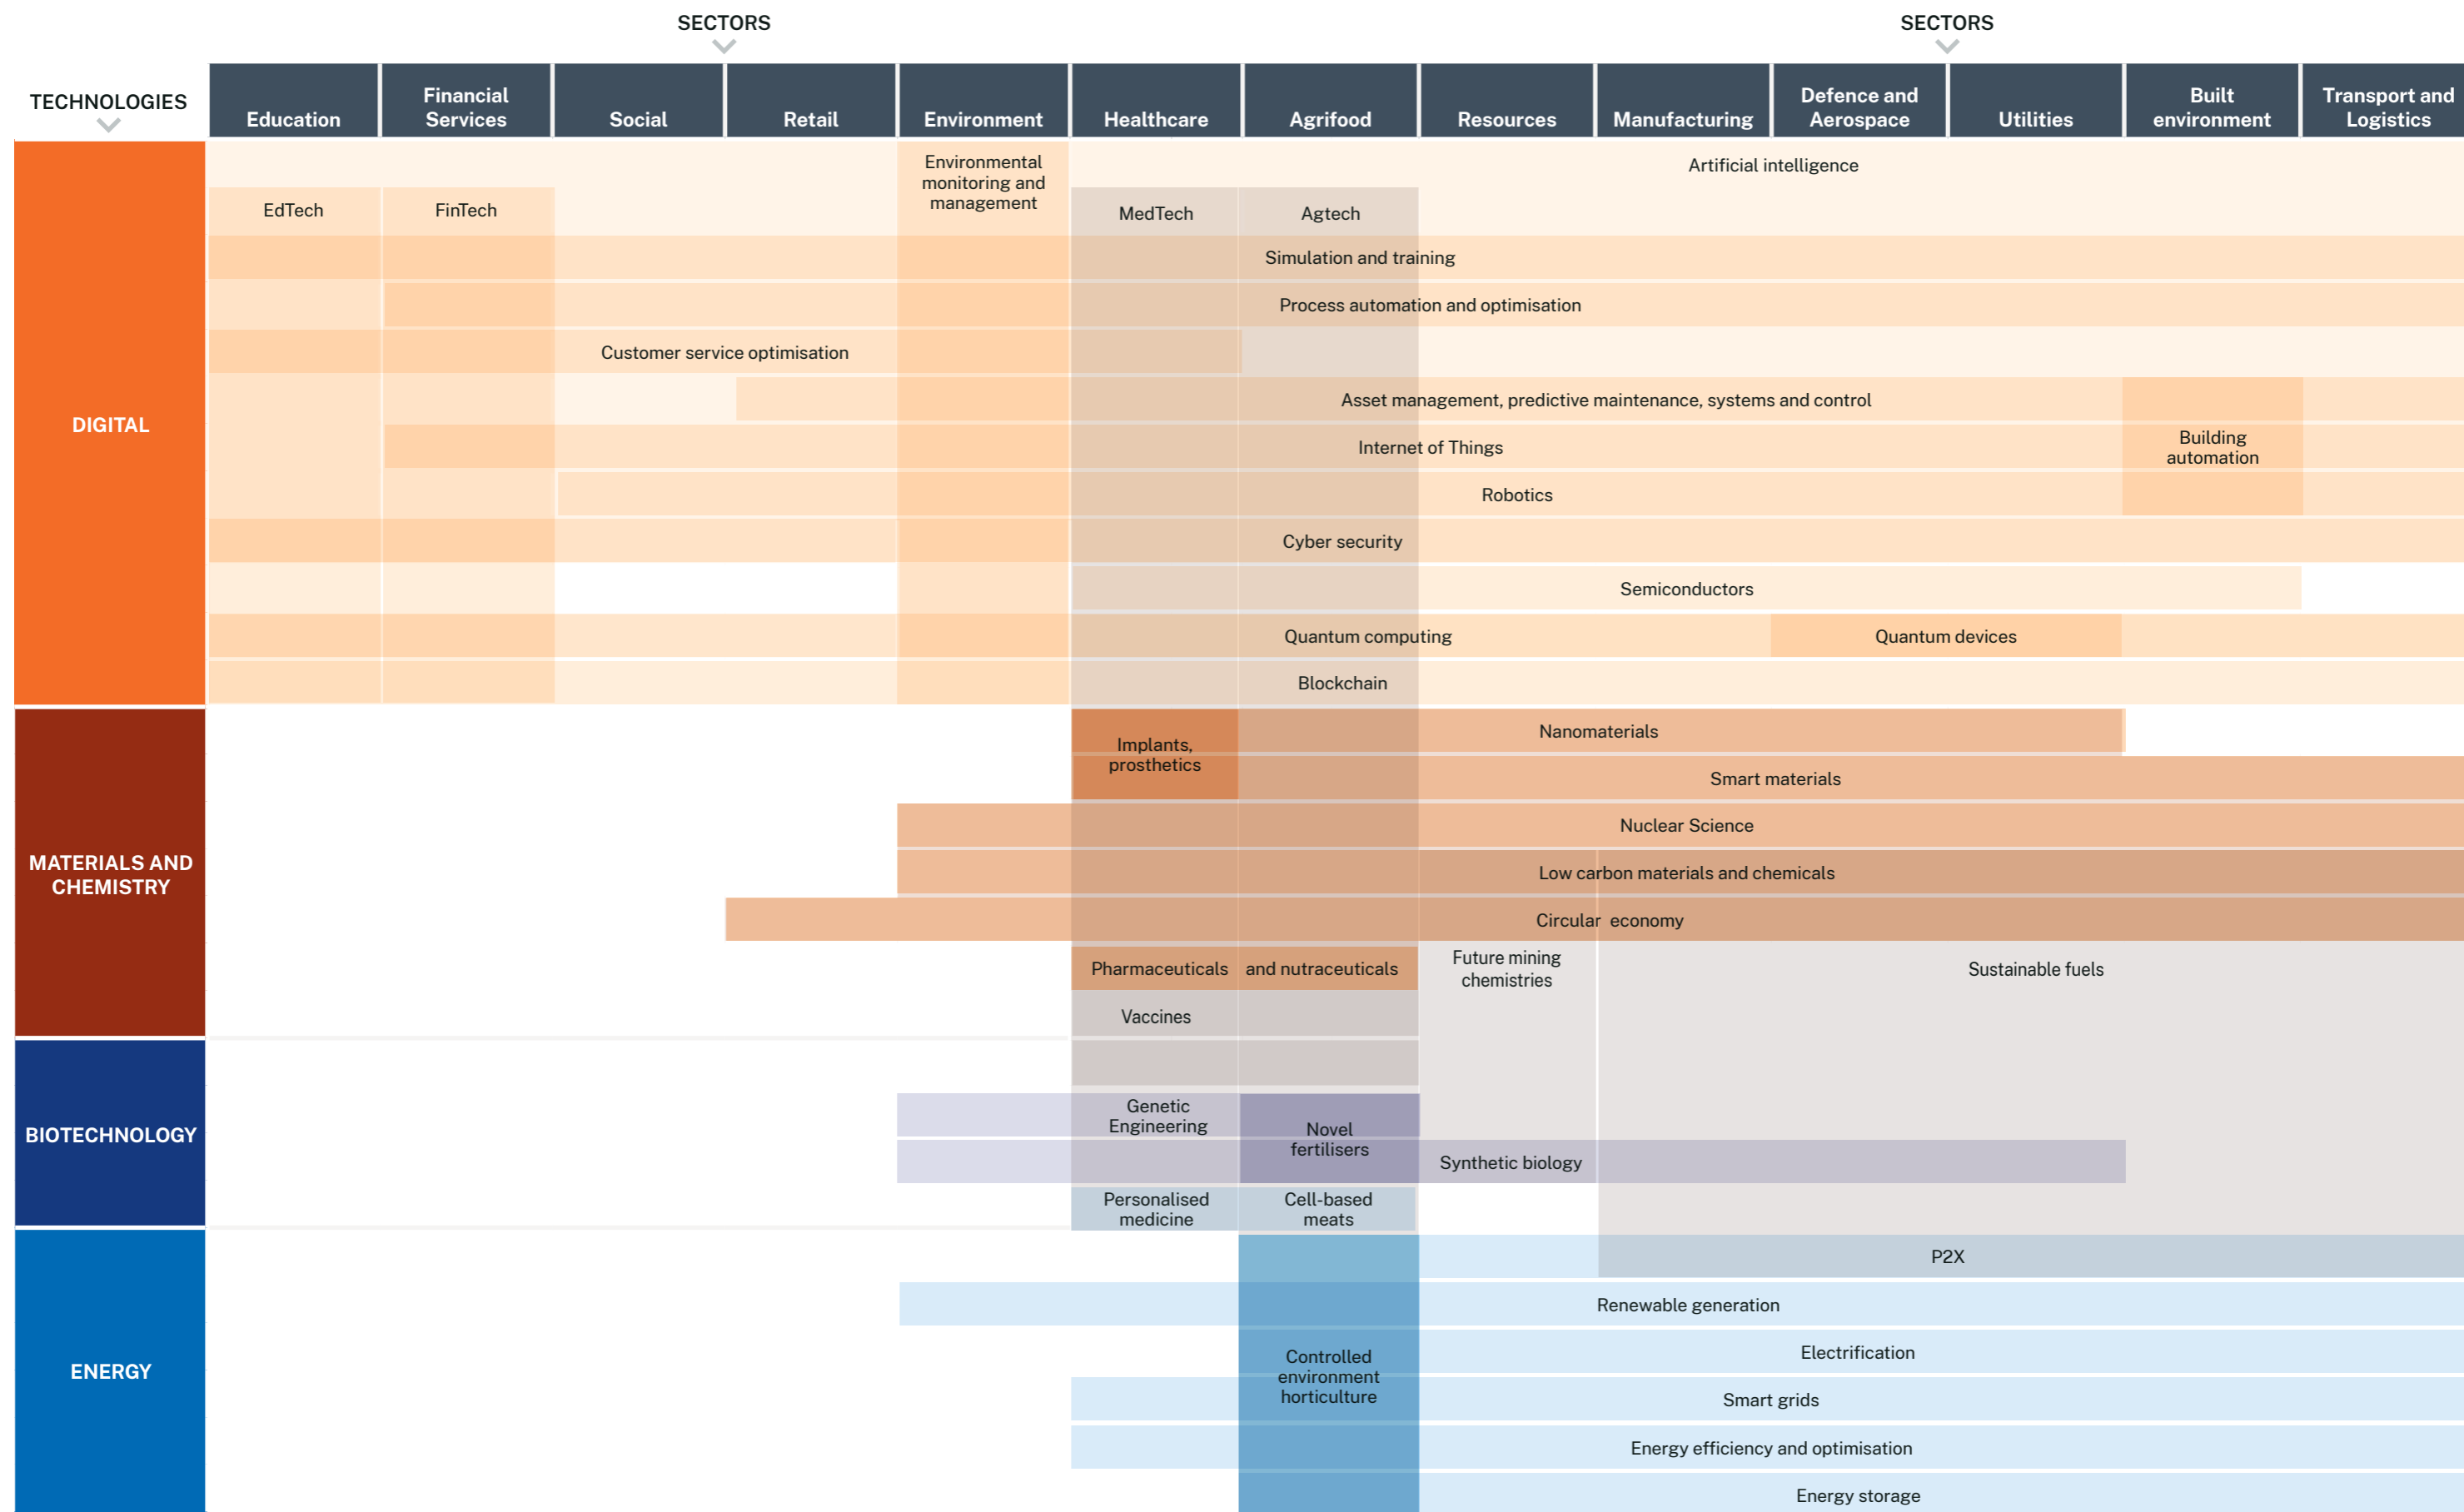 SECTORS
SECTORS
TECHNOLOGIES
Education
Financial
Services
Social
Retail
Environment
Healthcare
Agrifood
Resources
Manufacturing
Defence and
Aerospace
Utilities
Built
environment
Transport and
Logistics
DIGITAL
Artificial intelligence
Environmental
monitoring and
management
EdTech
FinTech
MedTech
Agtech
Simulation and training
Process automation and optimisation
Customer service optimisation
Asset management, predictive maintenance, systems and control
Internet of Things
Building
automation
Robotics
Cyber security
Semiconductors
Quantum computing
Quantum devices
Blockchain
MATERIALS AND
CHEMISTRY
Nanomaterials
Implants,
prosthetics
Smart materials
Nuclear Science
Low carbon materials and chemicals
Circular economy
Pharmaceuticals and nutraceuticals
Future mining
chemistries
Sustainable fuels
Vaccines
BIOTECHNOLOGY
Genetic
Engineering
Novel
fertilisers
Synthetic biology
Personalised
medicine
Cell-based
meats
ENERGY
P2X
Renewable generation
Electrification
Controlled
environment
horticulture
Smart grids
Energy efficiency and optimisation
Energy storage